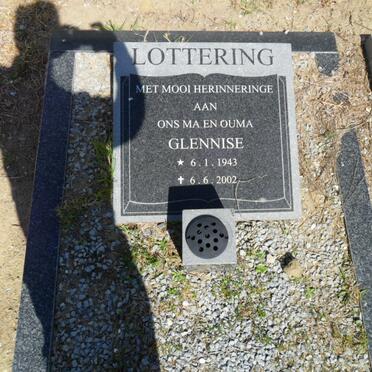 LOTTERING
MET MOOI HERINNERINGE
AAN
ONS MA EN OUMA
GLENNISE
★ 6.1.1943
✝ 6.6.2002